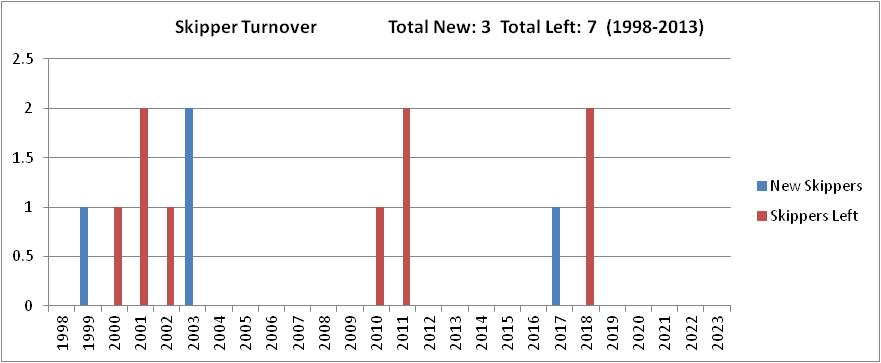 Skipper Turnover Total New: 3 Total Left: 7 (1998-2013)
2.5
2
1.5
1
0.5
0
New Skippers
Skippers Left
1998 1999 2000 2001 2002 2003 2004 2005 2006 2007 2008 2009 2010 2011 2012 2013 2014 2015 2016 2017 2018 2019 2020 2021 2022 2023